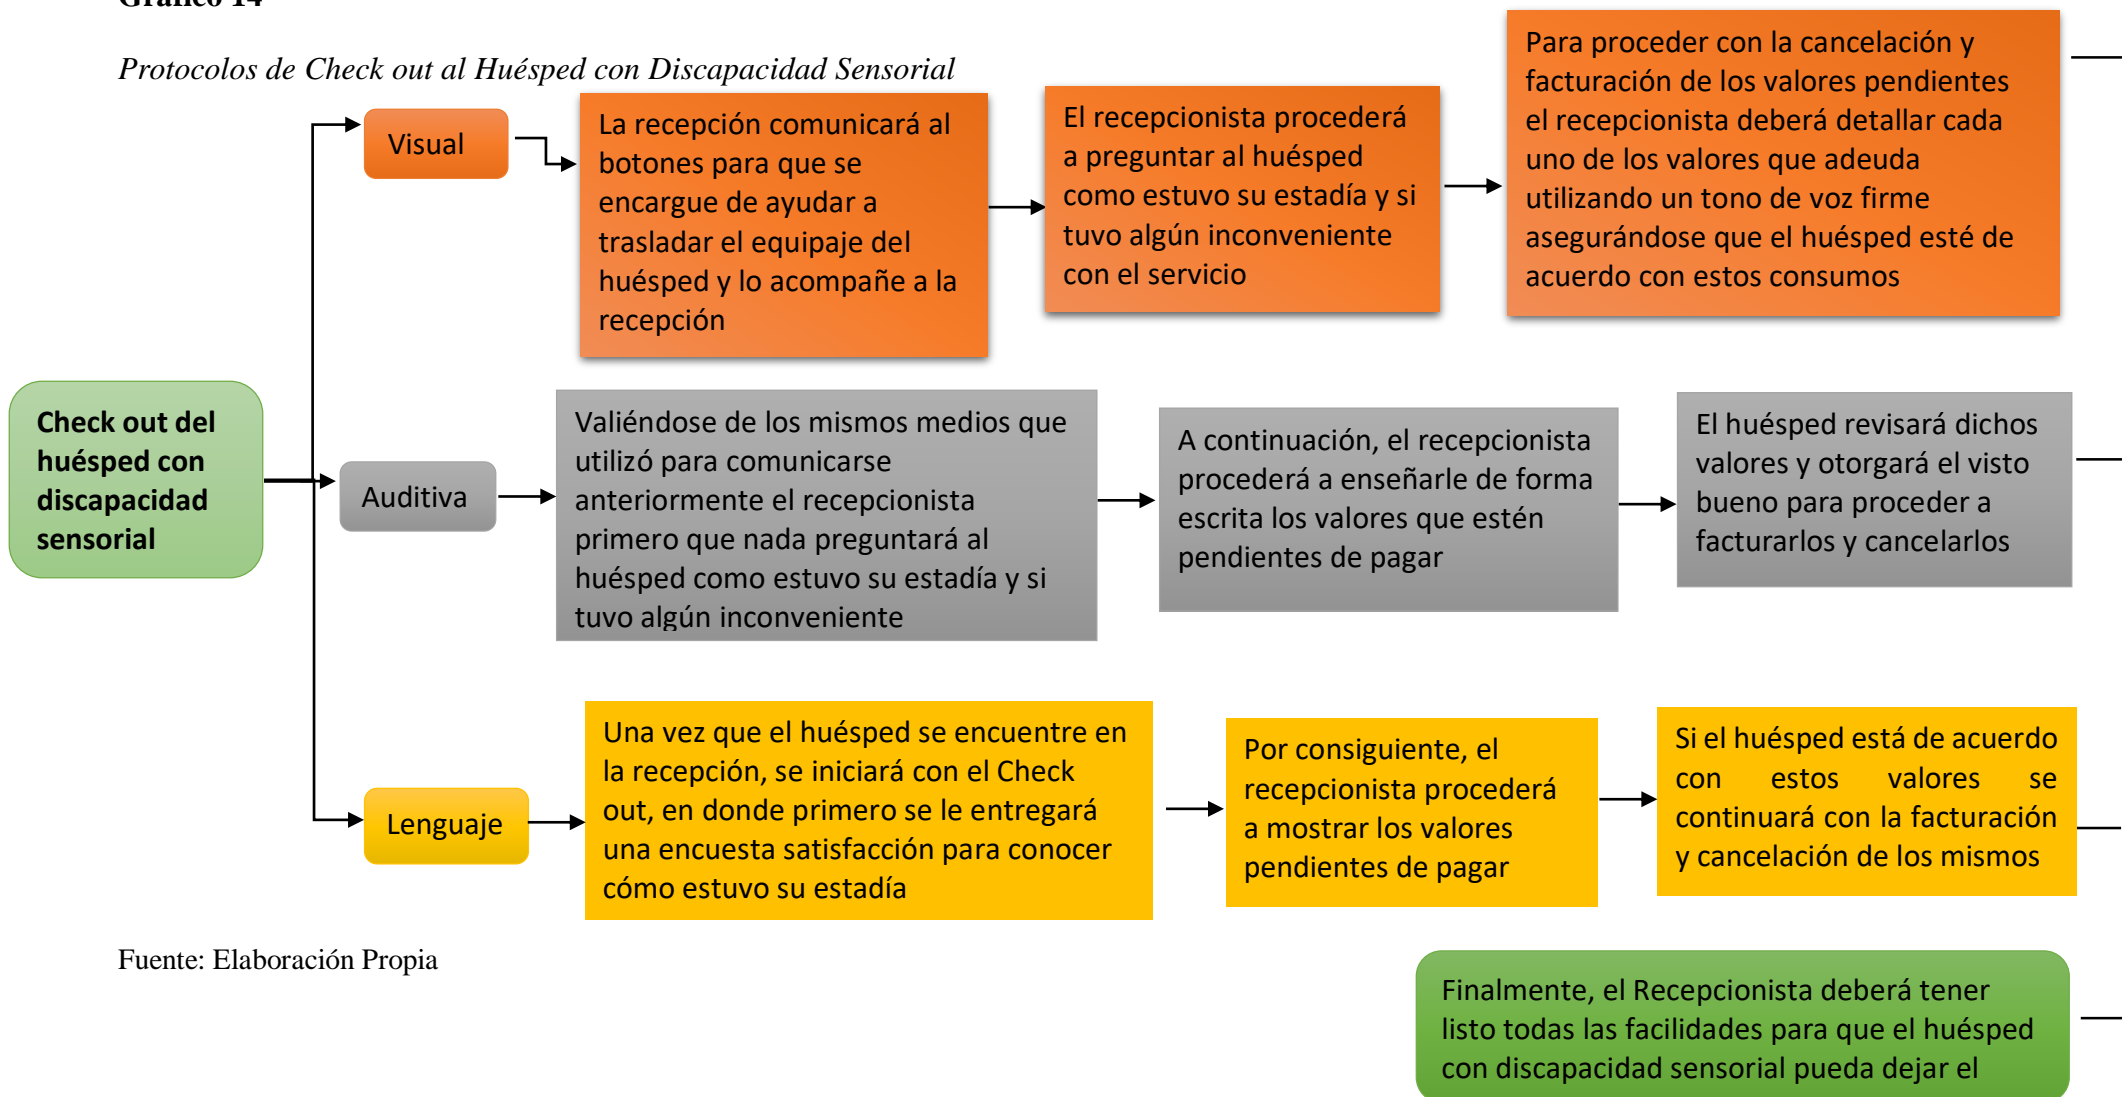 Gráfico 14
Protocolos de Check out al Huésped con Discapacidad Sensorial
Check out del
huésped con
discapacidad
sensorial
Visual
La recepción comunicará al
botones para que se
encargue de ayudar a
trasladar el equipaje del
huésped y lo acompañe a la
recepción
El recepcionista procederá
a preguntar al huésped
como estuvo su estadía y si
tuvo algún inconveniente
con el servicio
Para proceder con la cancelación y
facturación de los valores pendientes
el recepcionista deberá detallar cada
uno de los valores que adeuda
utilizando un tono de voz firme
asegurándose que el huésped esté de
acuerdo con estos consumos
Auditiva
Valiéndose de los mismos medios que
utilizó para comunicarse
anteriormente el recepcionista
primero que nada preguntará al
huésped como estuvo su estadía y si
tuvo algún inconveniente
A continuación, el recepcionista
procederá a enseñarle de forma
escrita los valores que estén
pendientes de pagar
El huésped revisará dichos
valores y otorgará el visto
bueno para proceder a
facturarlos y cancelarlos
Lenguaje
Una vez que el huésped se encuentre en
la recepción, se iniciará con el Check
out, en donde primero se le entregará
una encuesta satisfacción para conocer
cómo estuvo su estadía
Por consiguiente, el
recepcionista procederá
a mostrar los valores
pendientes de pagar
Si el huésped está de acuerdo
con estos valores se
continuará con la facturación
y cancelación de los mismos
Fuente: Elaboración Propia
Finalmente, el Recepcionista deberá tener
listo todas las facilidades para que el huésped
con discapacidad sensorial pueda dejar el